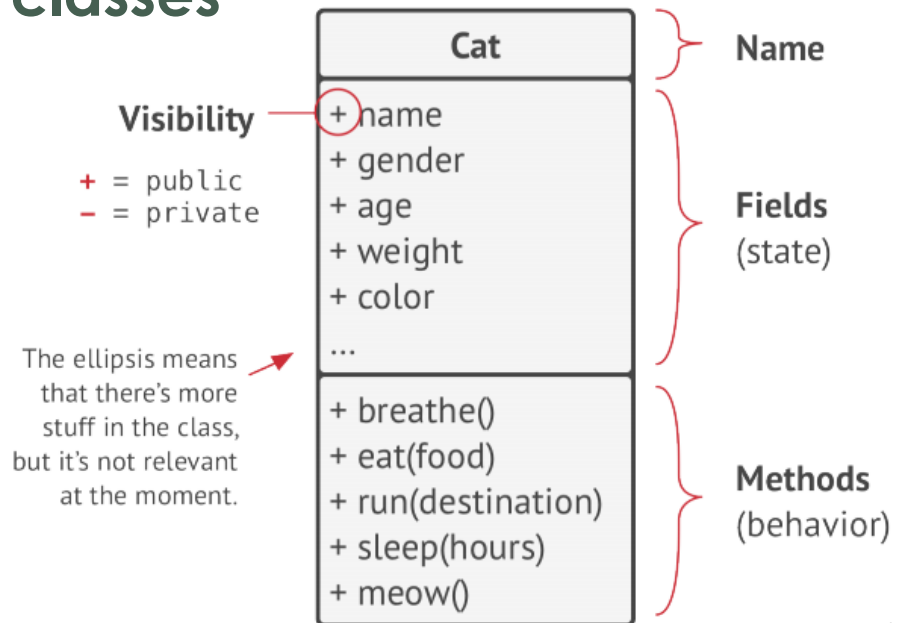 classes
Cat
Name
Visibility
+ = public
− = private
+ name
+ gender
+ age
+ weight
+ color
...
Fields
(state)
The ellipsis means
that there's more
stuff in the class,
but it's not relevant
at the moment.
+ breathe()
+ eat(food)
+ run(destination)
+ sleep(hours)
+ meow()
Methods
(behavior)